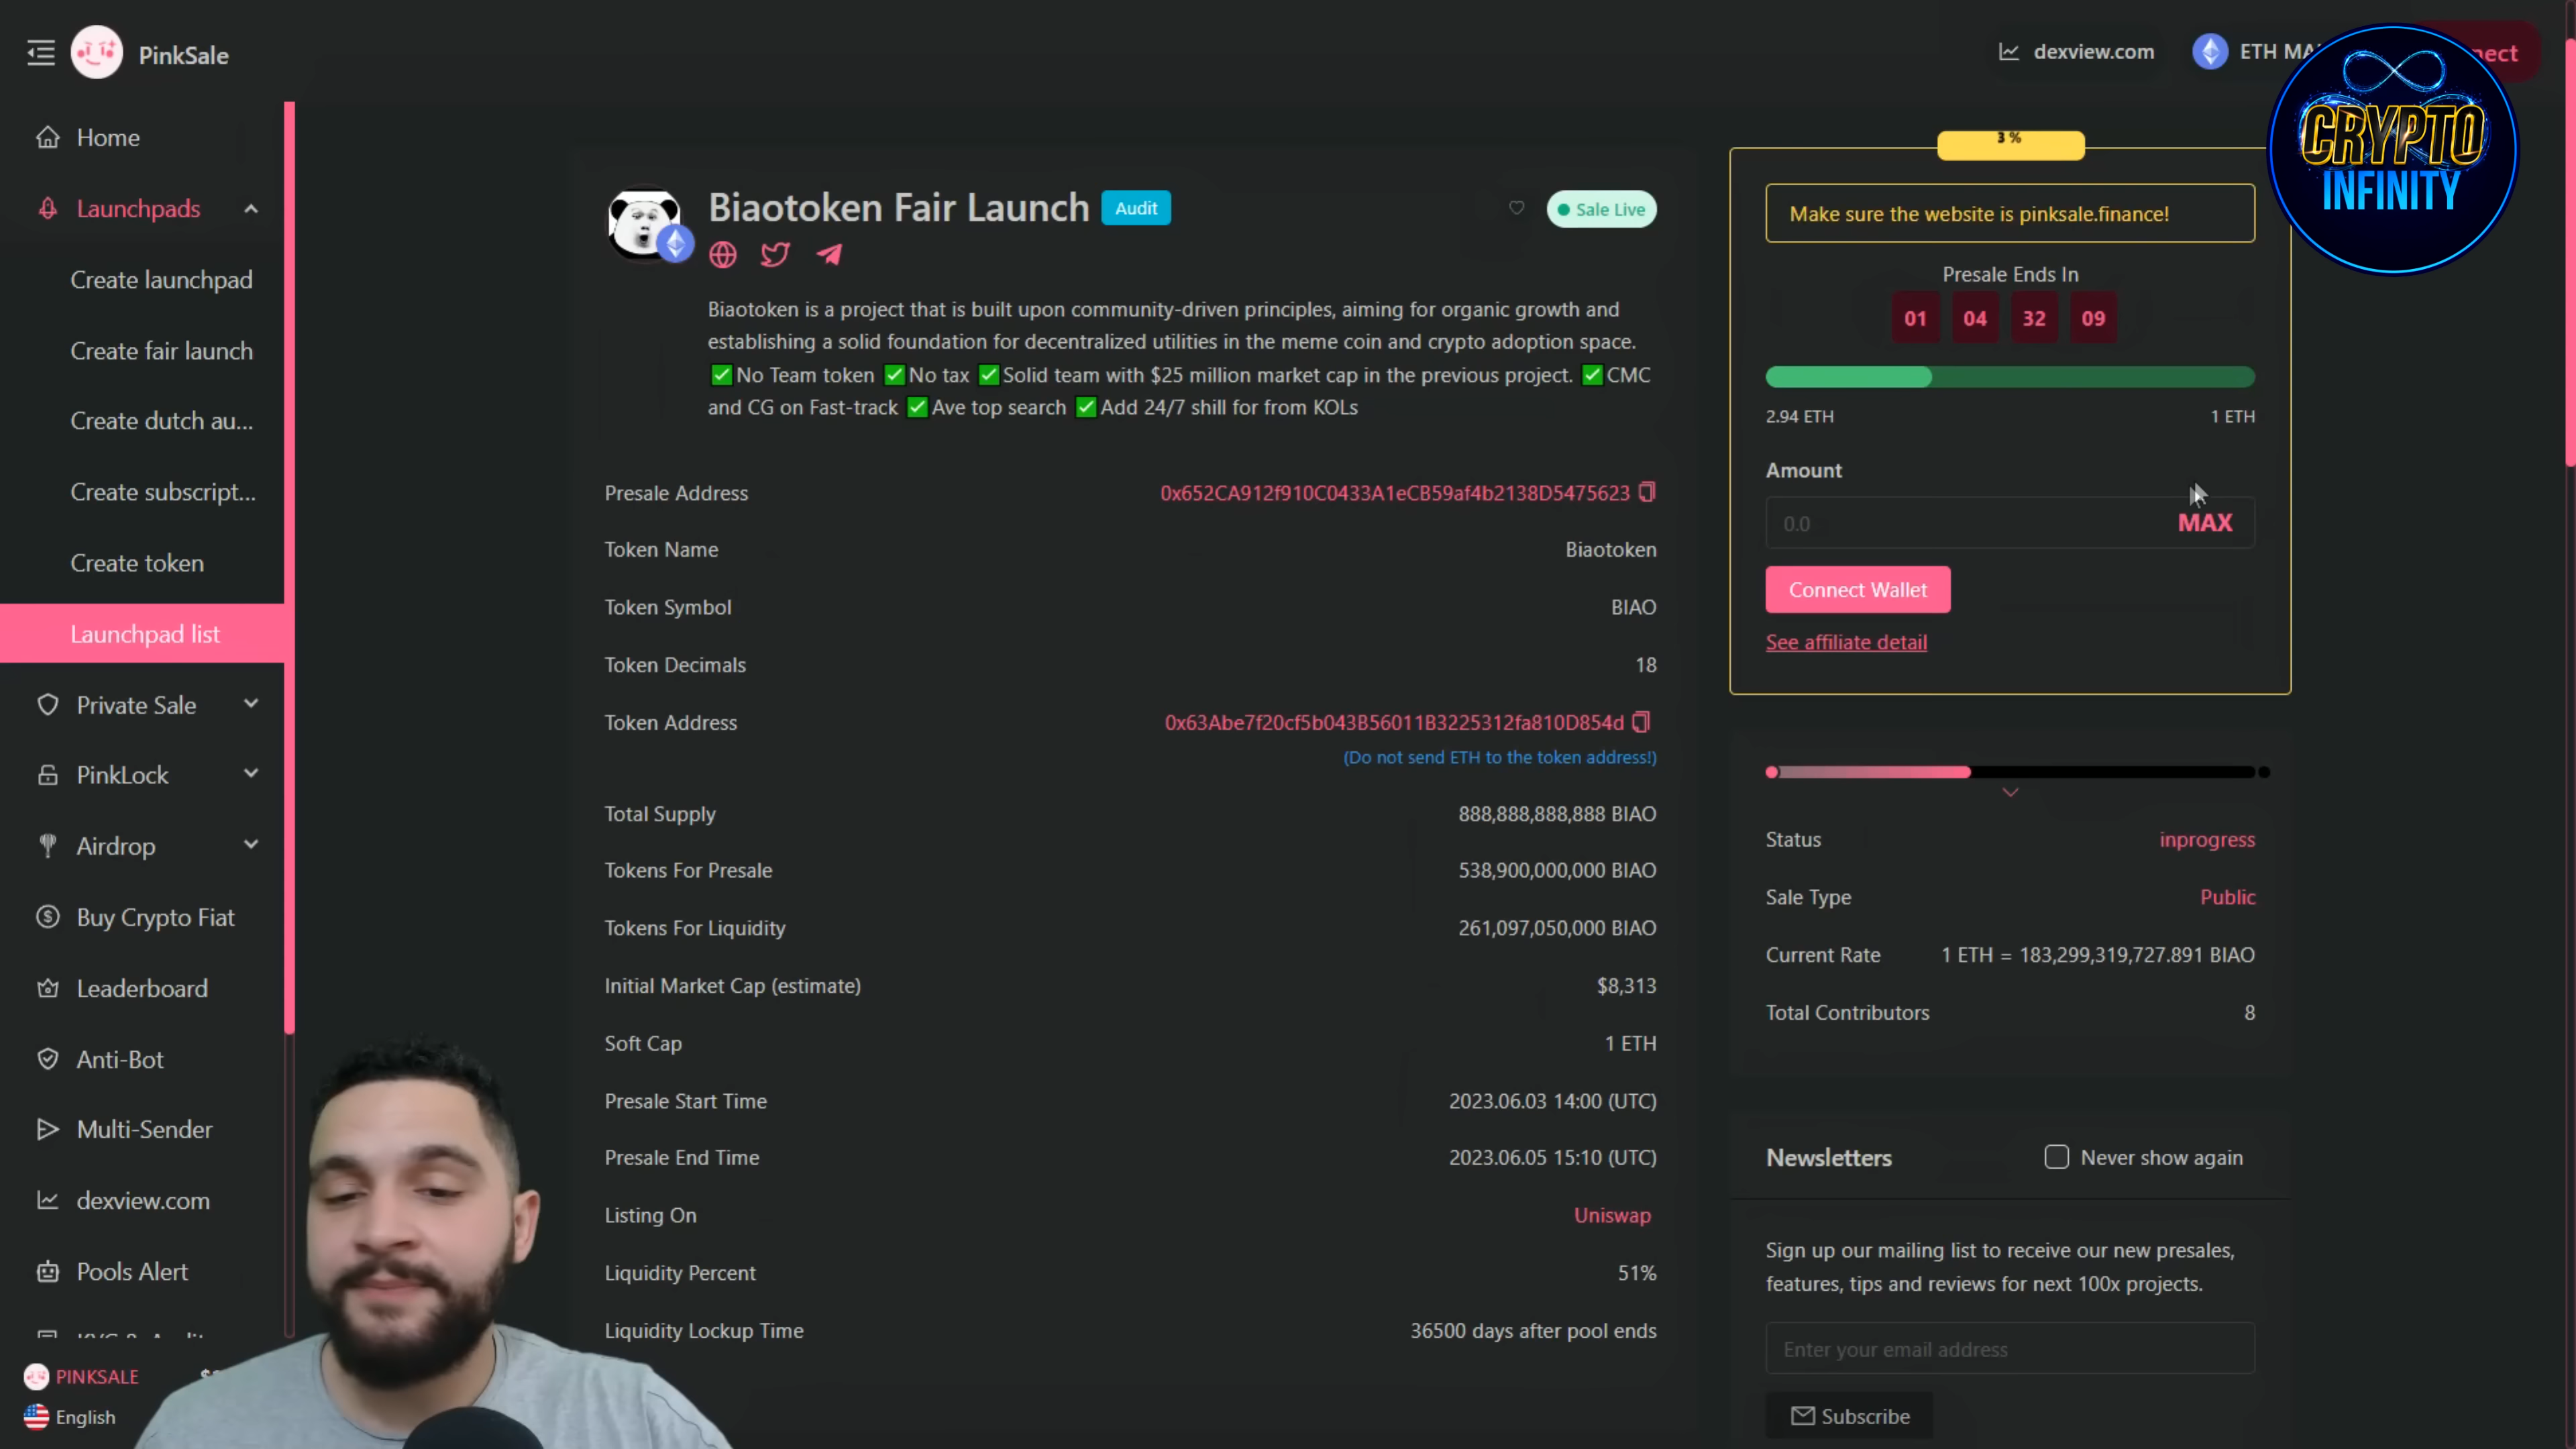 PinkSale
dexview.com
ETH MA
nect
CRYPTO
INFINITY
Home
Launchpads
Create launchpad
Create fair launch
Create dutch au...
Create subscript...
Create token
Launchpad list
Private Sale
PinkLock
Airdrop
Buy Crypto Fiat
Leaderboard
Anti-Bot
Multi-Sender
dexview.com
Pools Alert
KYC & Audit
PINKSALE
English
Biaotoken Fair Launch Audit
Sale Live
Biaotoken is a project that is built upon community-driven principles, aiming for organic growth and
establishing a solid foundation for decentralized utilities in the meme coin and crypto adoption space.
✅No Team token ✅No tax ✅Solid team with $25 million market cap in the previous project. ✅CMC
and CG on Fast-track ✅Ave top search ✅Add 24/7 shill for from KOLs
Presale Address 0x652CA912f910C0433A1eCB59af4b2138D5475623
Token Name Biaotoken
Token Symbol BIAO
Token Decimals 18
Token Address 0x63Abe7f20cf5b043B56011B3225312fa810D854d
(Do not send ETH to the token address!)
Total Supply 888,888,888,888 BIAO
Tokens For Presale 538,900,000,000 BIAO
Tokens For Liquidity 261,097,050,000 BIAO
Initial Market Cap (estimate) $8,313
Soft Cap 1 ETH
Presale Start Time 2023.06.03 14:00 (UTC)
Presale End Time 2023.06.05 15:10 (UTC)
Listing On Uniswap
Liquidity Percent 51%
Liquidity Lockup Time 36500 days after pool ends
3 %
Make sure the website is pinksale.finance!
Presale Ends In
01 04 32 09
2.94 ETH 1 ETH
Amount
0.0 MAX
Connect Wallet
See affiliate detail
Status inprogress
Sale Type Public
Current Rate 1 ETH = 183,299,319,727.891 BIAO
Total Contributors 8
Newsletters Never show again
Sign up our mailing list to receive our new presales,
features, tips and reviews for next 100x projects.
Enter your email address
Subscribe